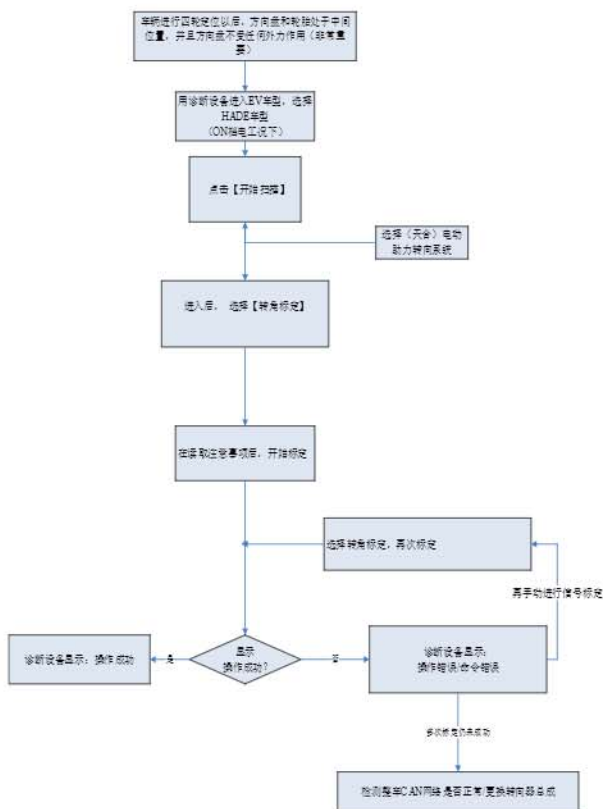 车辆进行四轮定位以后，方向盘和轮胎处于中间
位置，并且方向盘不受任何外力作用（非常重
要）
用诊断设备进入EV车型，选择
HADE车型
（ON档电工况下）
点击【开始扫描】
选择（天合）电动
助力转向系统
进入后， 选择【转角标定】
在读取注意事项后，开始标定
选择转角标定，再次标定
再手动进行信号标定
显示
操作成功？
是
诊断设备显示：操作成功
否
诊断设备显示：
操作错误/命令错误
多次标定仍未成功
检测整车CAN网络是否正常/更换转向器总成